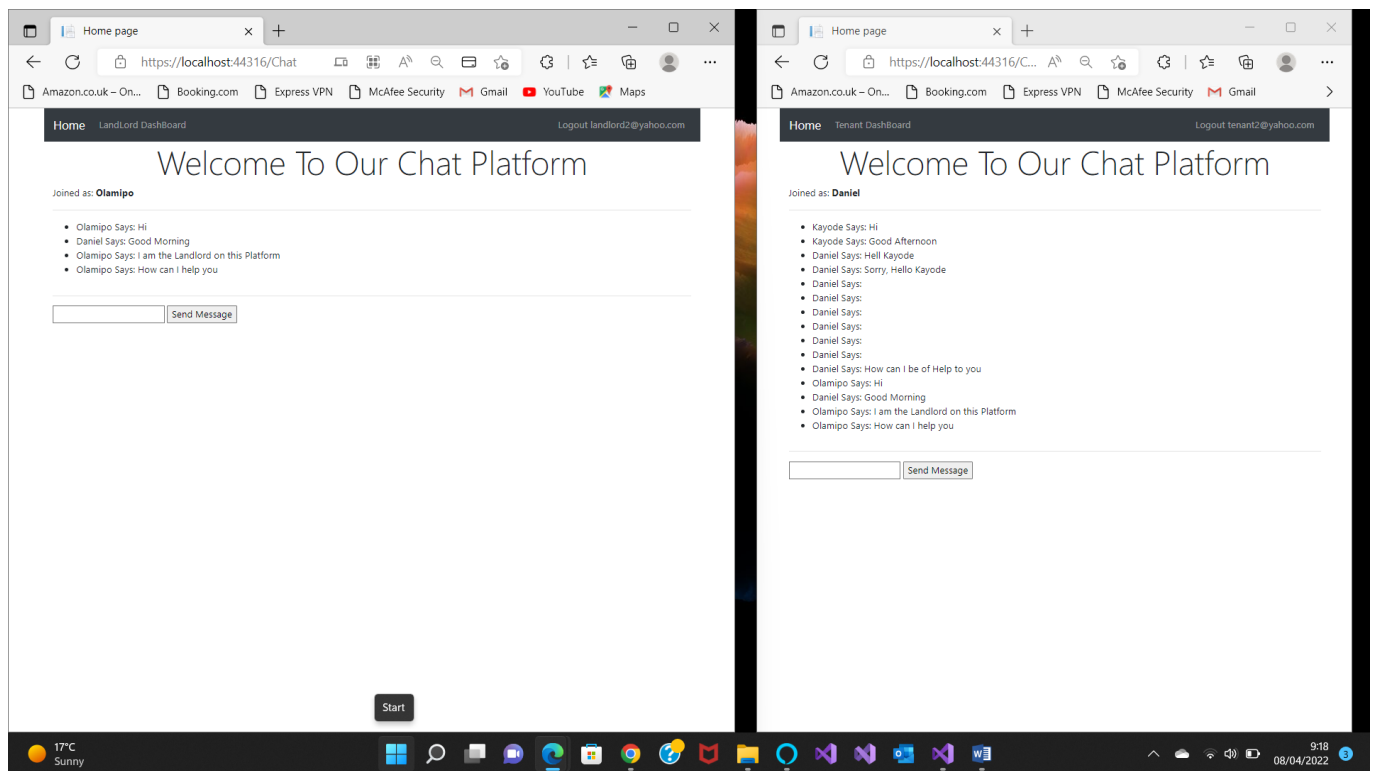 Home page
https://localhost:44316/Chat
Amazon.co.uk – On... Booking.com Express VPN McAfee Security Gmail YouTube Maps
Home LandLord DashBoard Logout landlord2@yahoo.com
Welcome To Our Chat Platform
Joined as: Olamipo
Olamipo Says: Hi
Daniel Says: Good Morning
Olamipo Says: I am the Landlord on this Platform
Olamipo Says: How can I help you
Send Message
Start
Home page
https://localhost:44316/C...
Amazon.co.uk – On... Booking.com Express VPN McAfee Security Gmail
Home Tenant DashBoard Logout tenant2@yahoo.com
Welcome To Our Chat Platform
Joined as: Daniel
Kayode Says: Hi
Kayode Says: Good Afternoon
Daniel Says: Hell Kayode
Daniel Says: Sorry, Hello Kayode
Daniel Says:
Daniel Says:
Daniel Says:
Daniel Says:
Daniel Says:
Daniel Says:
Daniel Says: How can I be of Help to you
Olamipo Says: Hi
Daniel Says: Good Morning
Olamipo Says: I am the Landlord on this Platform
Olamipo Says: How can I help you
Send Message
17°C
Sunny
9:18
08/04/2022
3